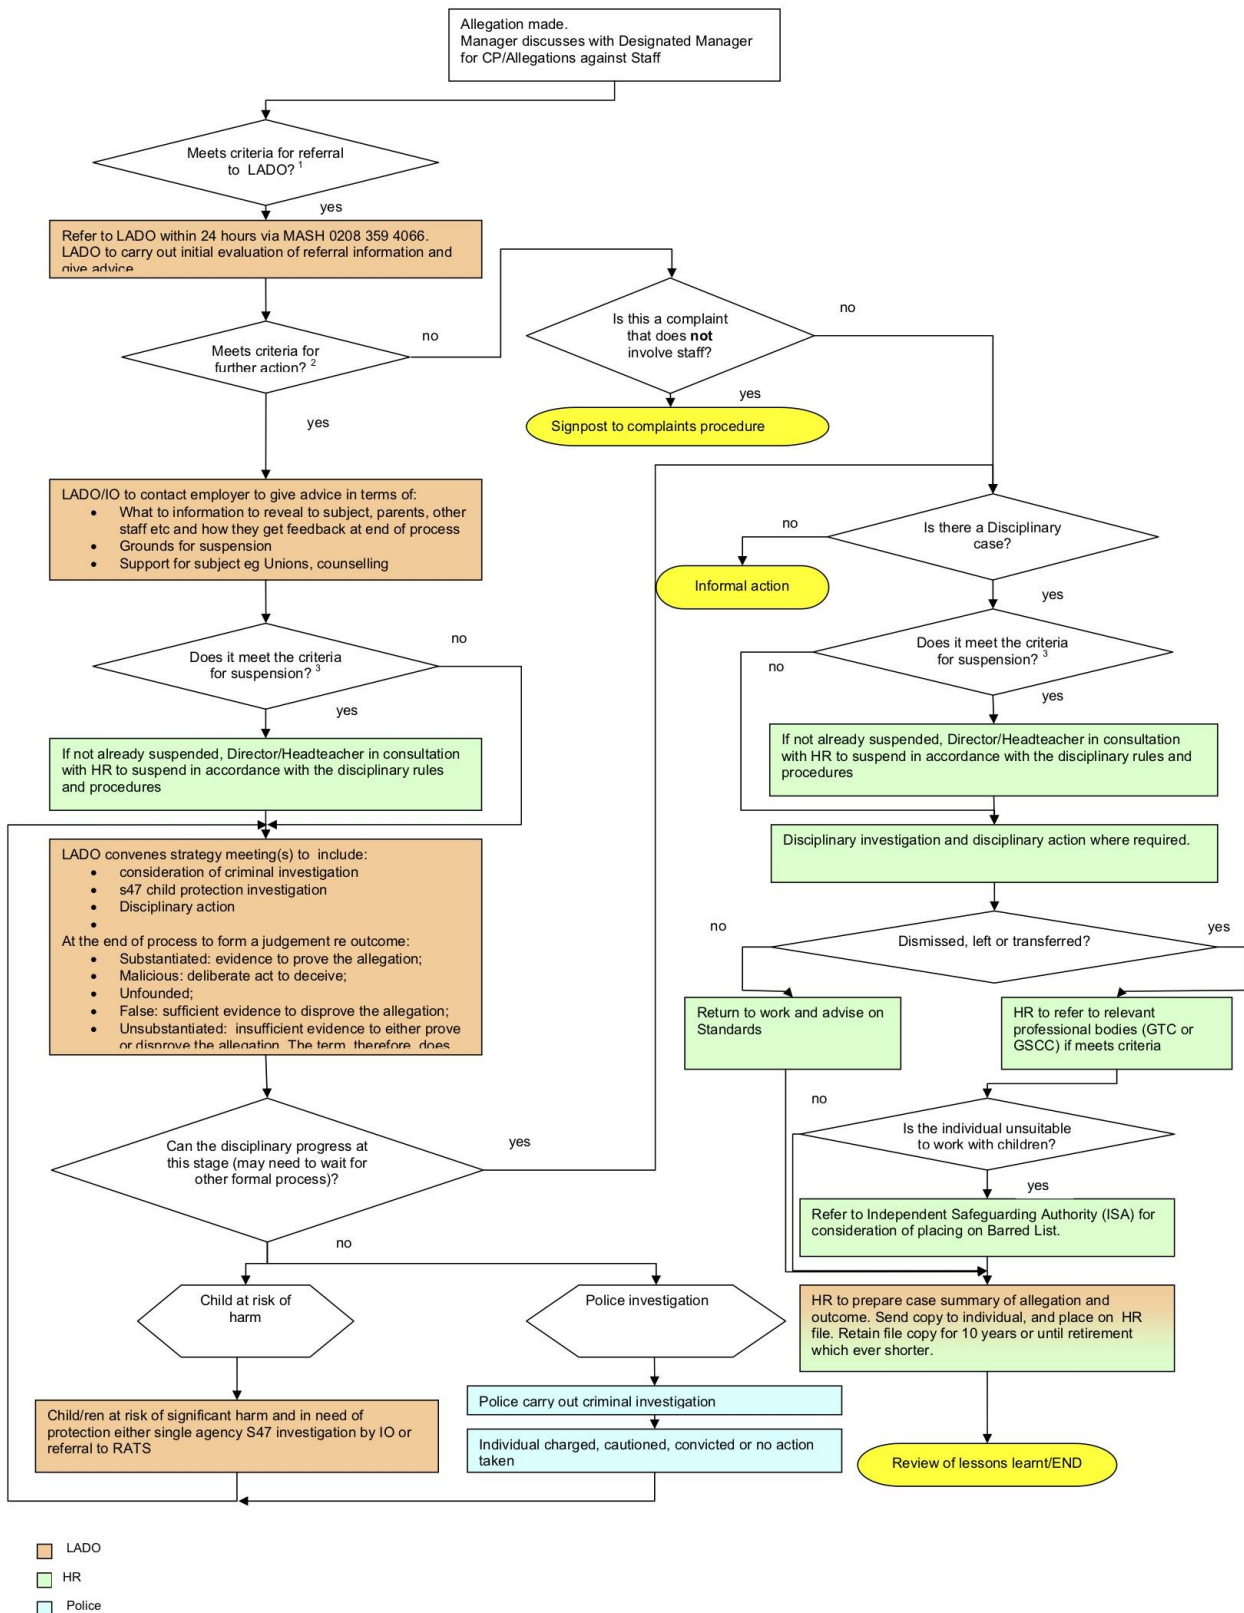 Allegation made.
Manager discusses with Designated Manager
for CP/Allegations against Staff
Meets criteria for referral
to LADO? 1
yes
Refer to LADO within 24 hours via MASH 0208 359 4066.
LADO to carry out initial evaluation of referral information and
give advice
Meets criteria for
further action? 2
no
yes
Is this a complaint
that does not
involve staff?
no
yes
Signpost to complaints procedure
LADO/IO to contact employer to give advice in terms of:
• What to information to reveal to subject, parents, other
staff etc and how they get feedback at end of process
• Grounds for suspension
• Support for subject eg Unions, counselling
Is there a Disciplinary
case?
no
Informal action
yes
Does it meet the criteria
for suspension? 3
no
yes
Does it meet the criteria
for suspension? 3
no
yes
If not already suspended, Director/Headteacher in consultation
with HR to suspend in accordance with the disciplinary rules
and procedures
If not already suspended, Director/Headteacher in consultation
with HR to suspend in accordance with the disciplinary rules and
procedures
LADO convenes strategy meeting(s) to include:
• consideration of criminal investigation
• s47 child protection investigation
• Disciplinary action
•
At the end of process to form a judgement re outcome:
• Substantiated: evidence to prove the allegation;
• Malicious: deliberate act to deceive;
• Unfounded;
• False: sufficient evidence to disprove the allegation;
• Unsubstantiated: insufficient evidence to either prove
or disprove the allegation. The term, therefore, does
Disciplinary investigation and disciplinary action where required.
Dismissed, left or transferred?
no
yes
Return to work and advise on
Standards
HR to refer to relevant
professional bodies (GTC or
GSCC) if meets criteria
Can the disciplinary progress at
this stage (may need to wait for
other formal process)?
yes
no
Is the individual unsuitable
to work with children?
no
yes
Refer to Independent Safeguarding Authority (ISA) for
consideration of placing on Barred List.
Child at risk of
harm
Police investigation
HR to prepare case summary of allegation and
outcome. Send copy to individual, and place on HR
file. Retain file copy for 10 years or until retirement
which ever shorter.
Child/ren at risk of significant harm and in need of
protection either single agency S47 investigation by IO or
referral to RATS
Police carry out criminal investigation
Individual charged, cautioned, convicted or no action
taken
Review of lessons learnt/END
LADO
HR
Police